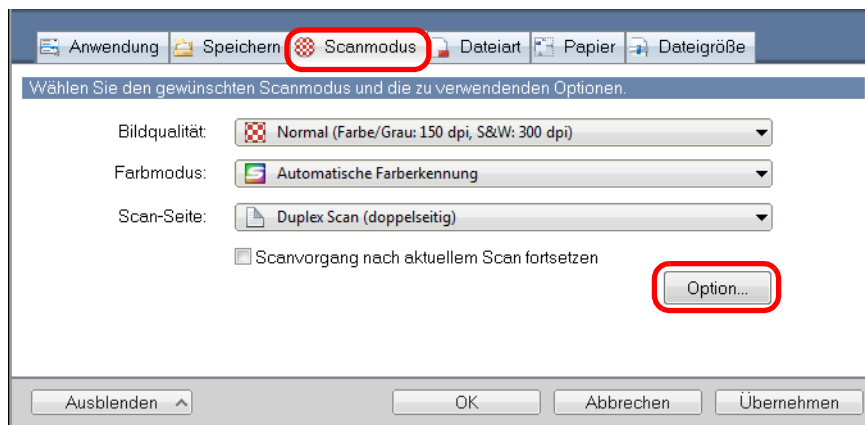 Anwendung Speichern Scanmodus Dateiart Papier Dateigröße
Wählen Sie den gewünschten Scanmodus und die zu verwendenden Optionen.
Bildqualität: Normal (Farbe/Grau: 150 dpi, S&W: 300 dpi)
Farbmodus: Automatische Farberkennung
Scan-Seite: Duplex Scan (doppelseitig)
Scanvorgang nach aktuellem Scan fortsetzen
Option...
Ausblenden OK Abbrechen Übernehmen